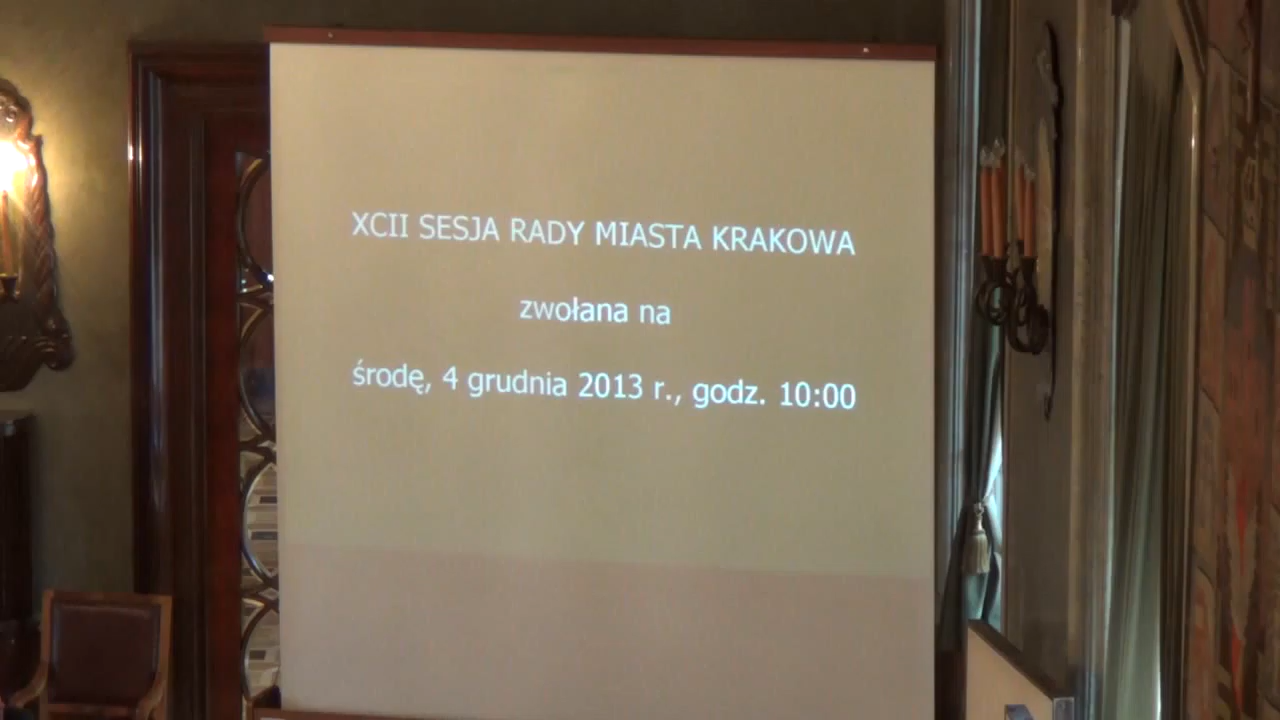 XCII SESJA RADY MIASTA KRAKOWA
zwołana na
środę, 4 grudnia 2013 r., godz. 10:00